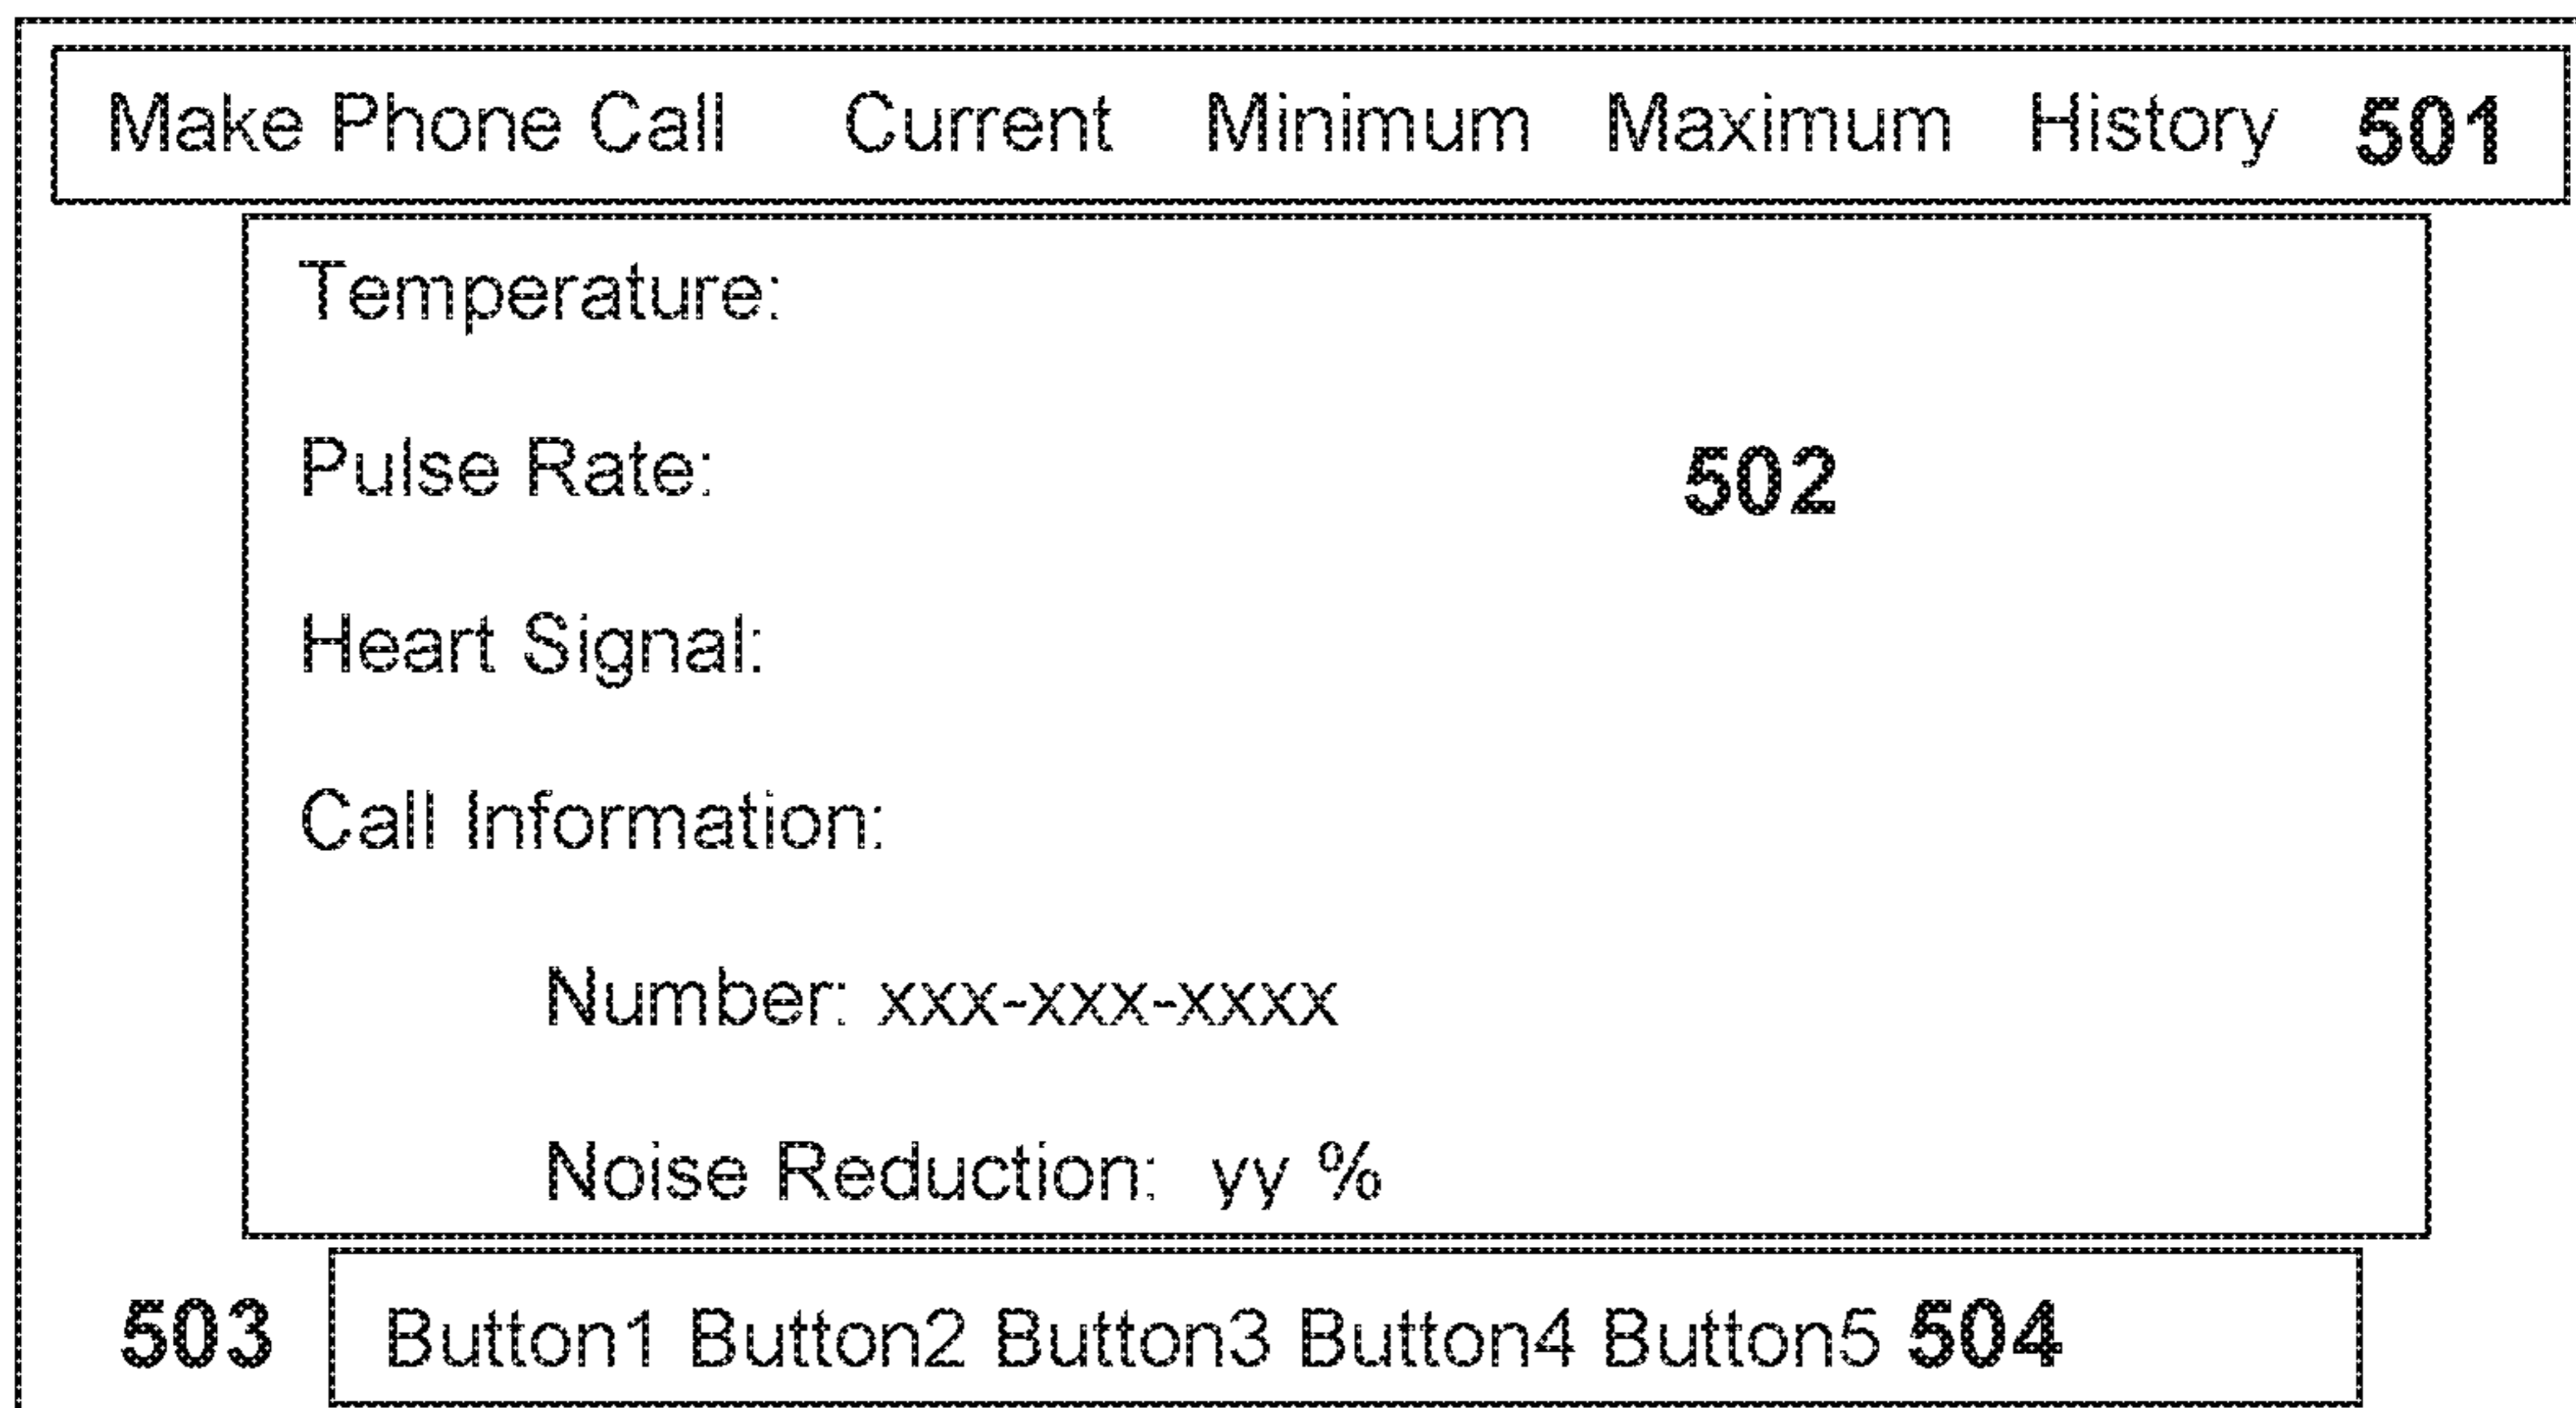 Make Phone Call Current Minimum Maximum History 501
Temperature:
Pulse Rate: 502
Heart Signal:
Call Information:
Number: xxx-xxx-xxxx
Noise Reduction: yy %
503 Button1 Button2 Button3 Button4 Button5 504